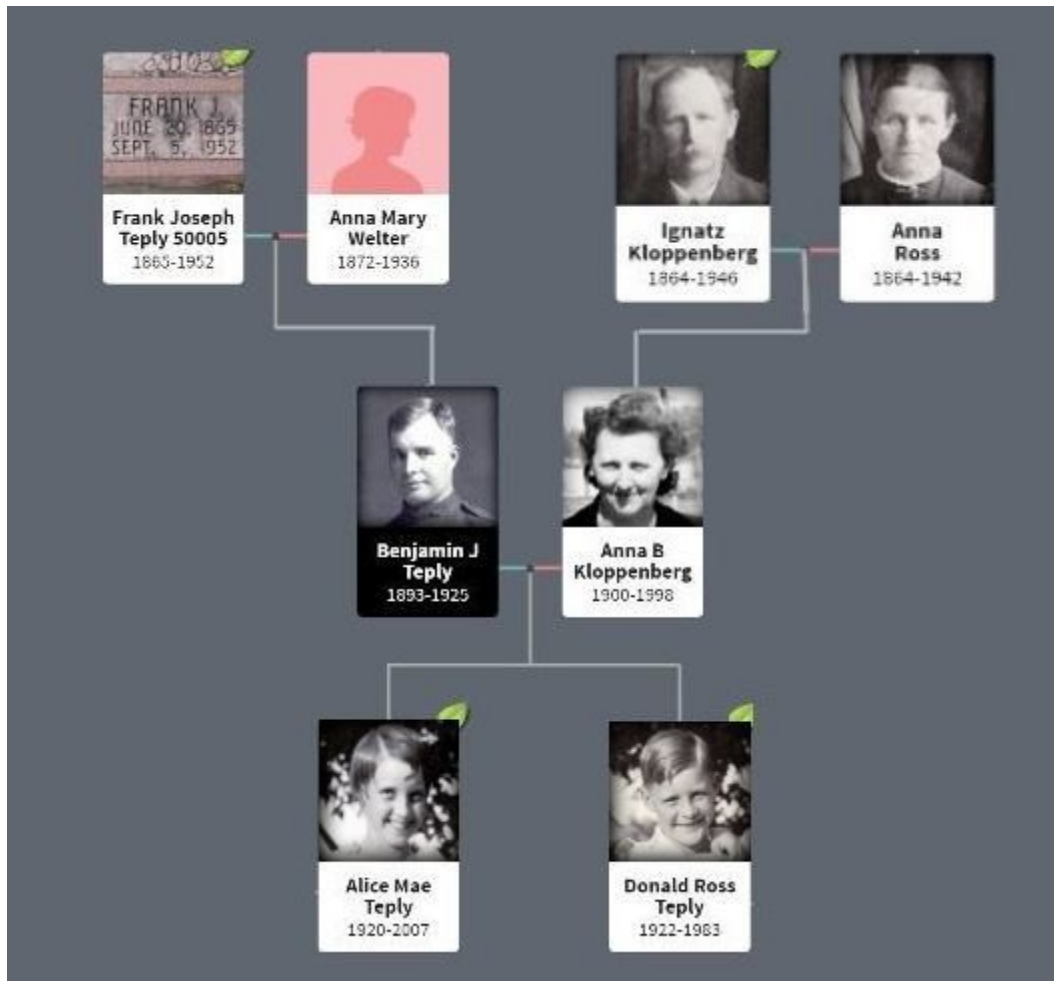 FRANK J.
JUNE 20, 1865
SEPT. 5, 1952
Frank Joseph
Teply 50005
1865-1952
Anna Mary
Welter
1872-1936
Ignatz
Kloppenberg
1864-1946
Anna
Ross
1864-1942
Benjamin J
Teply
1893-1925
Anna B
Kloppenberg
1900-1998
Alice Mae
Teply
1920-2007
Donald Ross
Teply
1922-1983